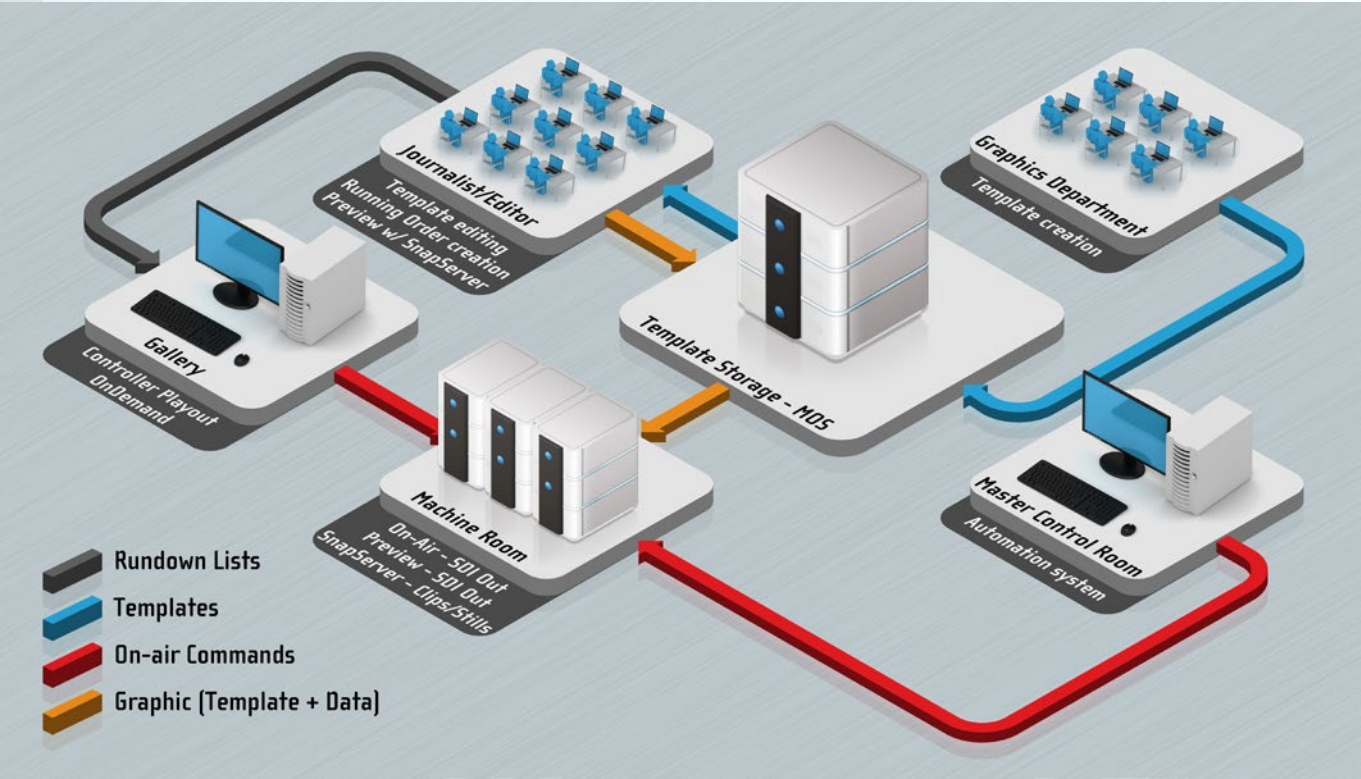 Journalist/Editor
Template editing
Running Order creation
Preview w/ SnapServer
Graphics Department
Template creation
Template Storage - MOS
Gallery
Controller Playout
OnDemand
Machine Room
On-Air - SDI Out
Preview - SDI Out
SnapServer - Clips/Stills
Master Control Room
Automation system
Rundown Lists
Templates
On-air Commands
Graphic (Template + Data)